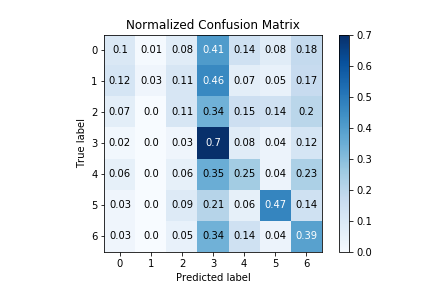 Normalized Confusion Matrix
0 0.1 0.01 0.08 0.41 0.14 0.08 0.18
1 0.12 0.03 0.11 0.46 0.07 0.05 0.17
2 0.07 0.0 0.11 0.34 0.15 0.14 0.2
3 0.02 0.0 0.03 0.7 0.08 0.04 0.12
4 0.06 0.0 0.06 0.35 0.25 0.04 0.23
5 0.03 0.0 0.09 0.21 0.06 0.47 0.14
6 0.03 0.0 0.05 0.34 0.14 0.04 0.39
0 1 2 3 4 5 6
Predicted label
True label
0.7
0.6
0.5
0.4
0.3
0.2
0.1
0.0